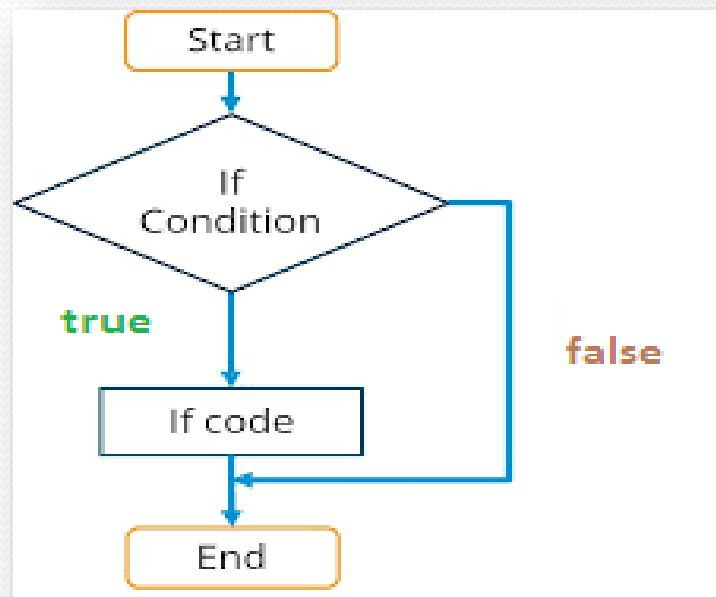 Start
If
Condition
true
false
If code
End